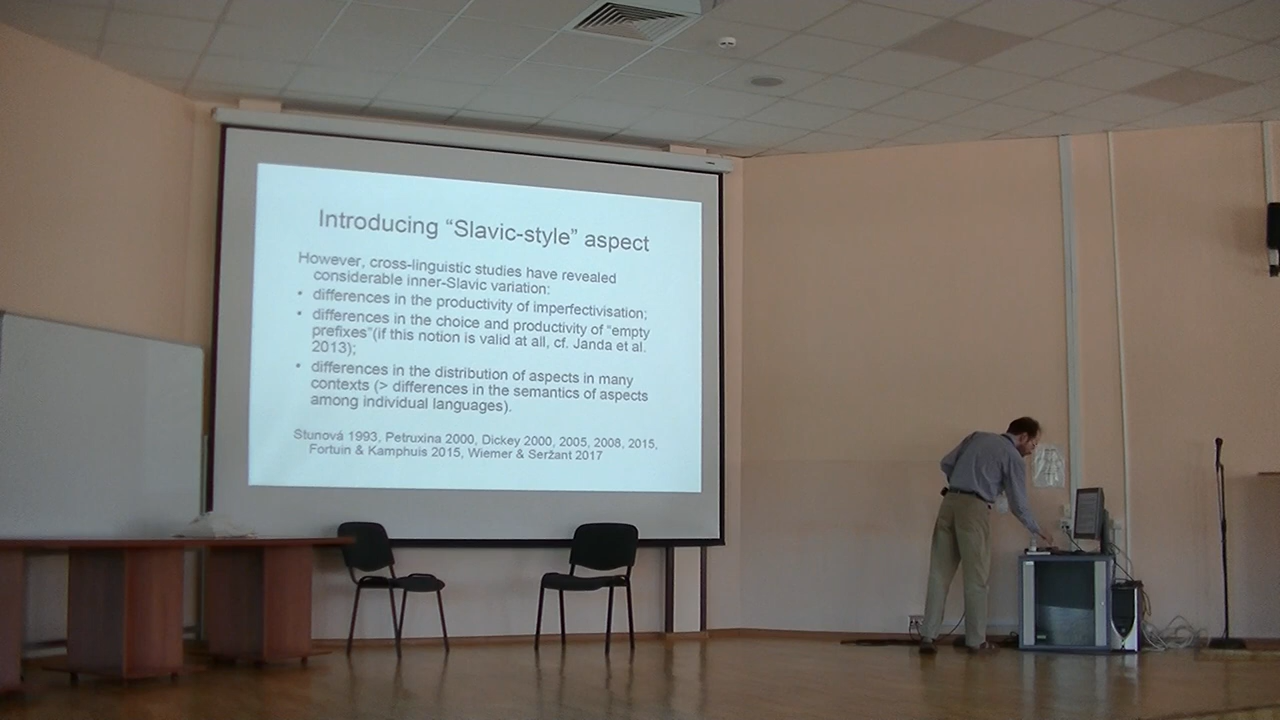 Introducing “Slavic-style” aspect
However, cross-linguistic studies have revealed
considerable inner-Slavic variation:
• differences in the productivity of imperfectivisation;
• differences in the choice and productivity of “empty
prefixes”(if this notion is valid at all, cf. Janda et al.
2013);
• differences in the distribution of aspects in many
contexts (> differences in the semantics of aspects
among individual languages).
Stunová 1993, Petruxina 2000, Dickey 2000, 2005, 2008, 2015,
Fortuin & Kamphuis 2015, Wiemer & Seržant 2017